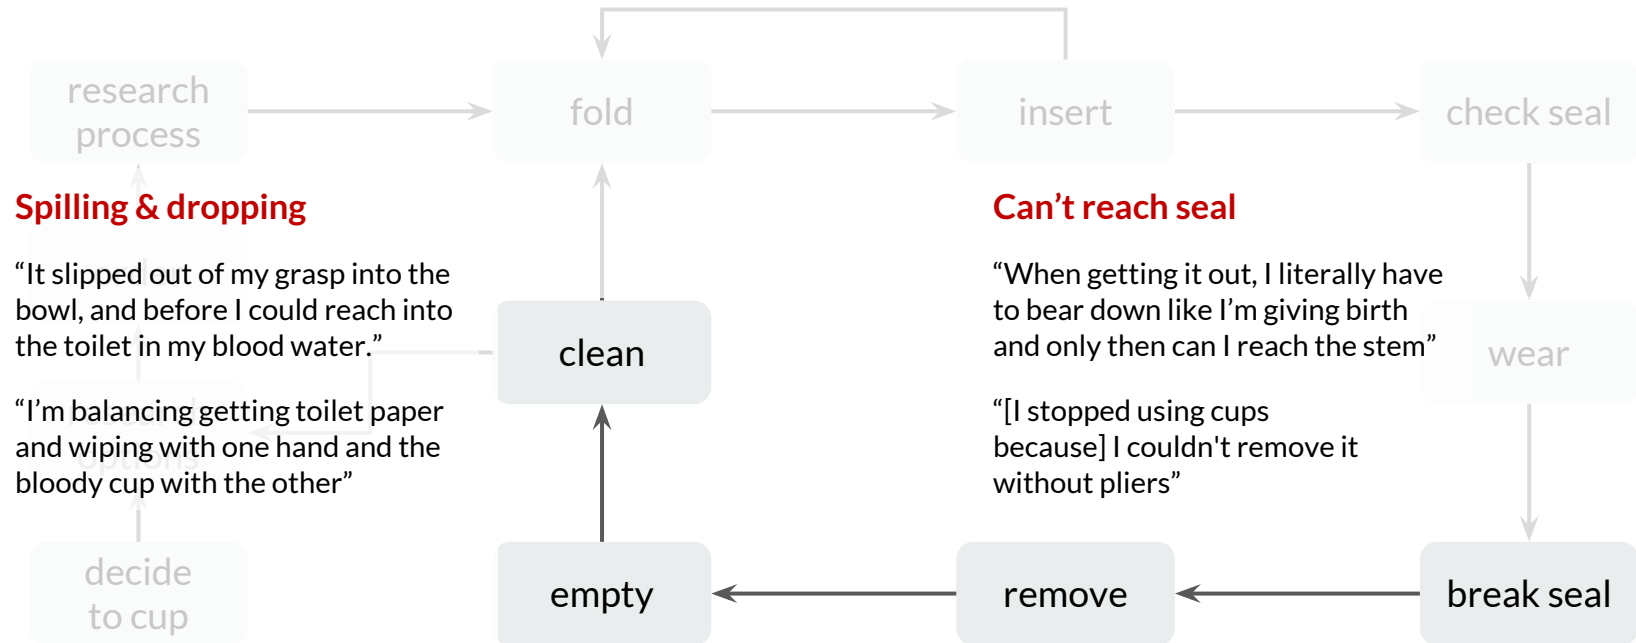 research
process
fold
insert
check seal
Spilling & dropping
“It slipped out of my grasp into the
bowl, and before I could reach into
the toilet in my blood water.”
“I’m balancing getting toilet paper
and wiping with one hand and the
bloody cup with the other”
options
clean
Can’t reach seal
“When getting it out, I literally have
to bear down like I’m giving birth
and only then can I reach the stem”
“[I stopped using cups
because] I couldn't remove it
without pliers”
wear
decide
to cup
empty
remove
break seal